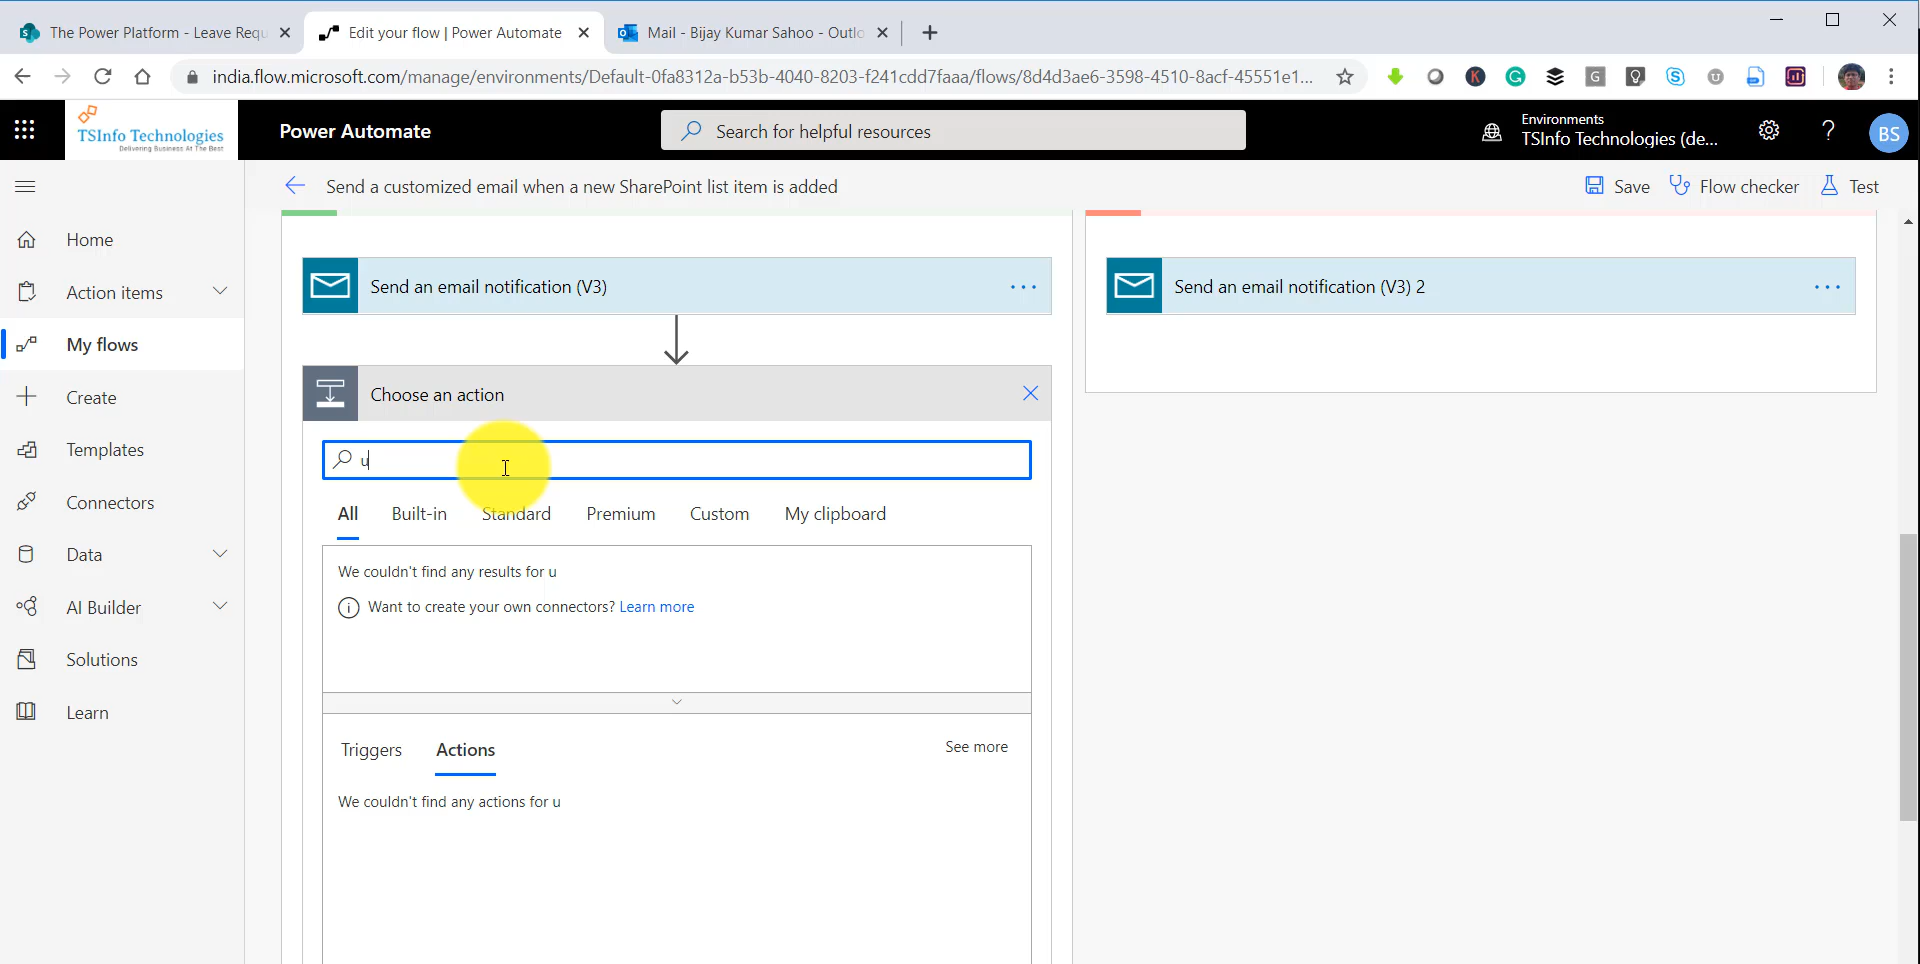 The Power Platform - Leave Requ
Edit your flow | Power Automate
Mail - Bijay Kumar Sahoo - Outlo
india.flow.microsoft.com/manage/environments/Default-0fa8312a-b53b-4040-8203-f241cdd7faaa/flows/8d4d3ae6-3598-4510-8acf-45551e1...
TSInfo Technologies
Delivering Business At The Best
Power Automate
Search for helpful resources
Environments
TSInfo Technologies (de...
BS
Send a customized email when a new SharePoint list item is added
Save
Flow checker
Test
Home
Action items
My flows
Create
Templates
Connectors
Data
AI Builder
Solutions
Learn
Send an email notification (V3)
Send an email notification (V3) 2
Choose an action
u
All
Built-in
Standard
Premium
Custom
My clipboard
We couldn't find any results for u
Want to create your own connectors? Learn more
Triggers
Actions
See more
We couldn't find any actions for u